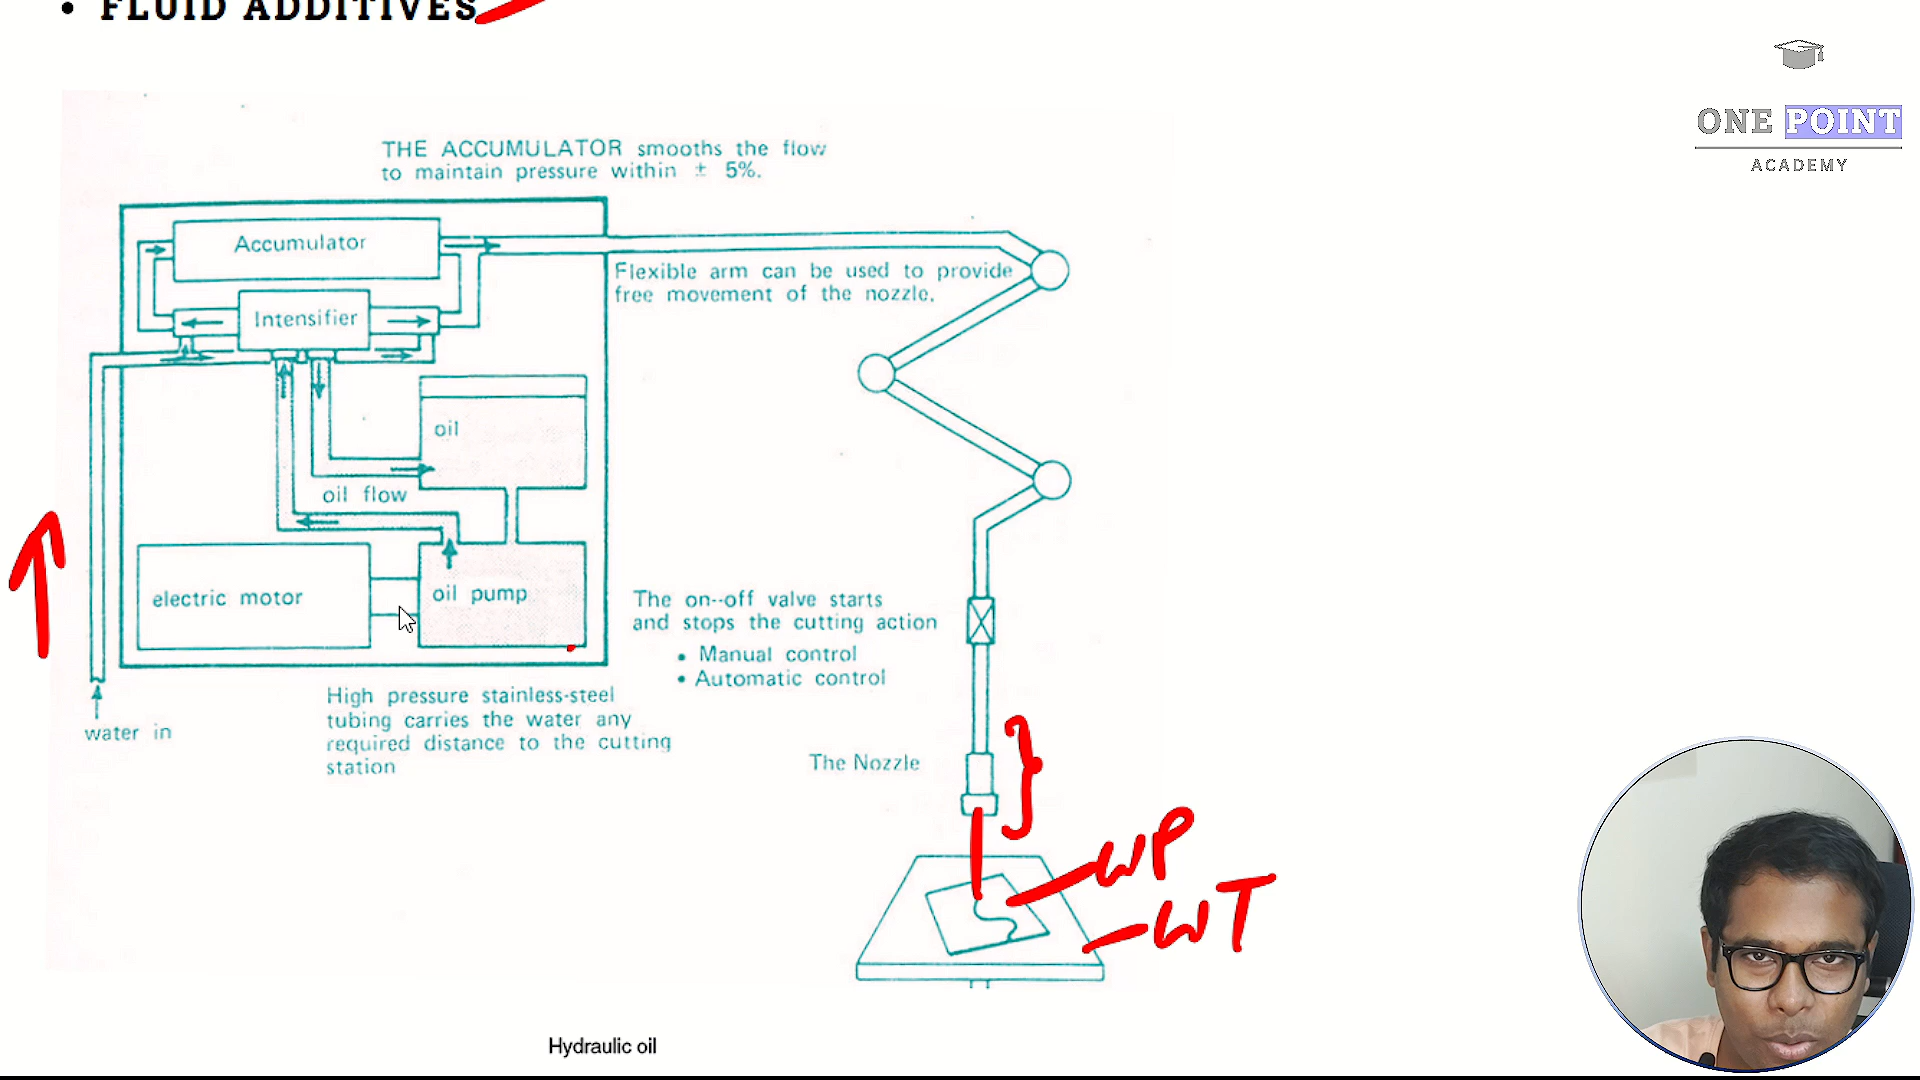 • FLUID ADDITIVES
ONE POINT
ACADEMY
THE ACCUMULATOR smooths the flow
to maintain pressure within ± 5%.
Accumulator
Intensifier
Flexible arm can be used to provide
free movement of the nozzle.
oil
oil flow
electric motor
oil pump
The on--off valve starts
and stops the cutting action
• Manual control
• Automatic control
High pressure stainless-steel
tubing carries the water any
required distance to the cutting
station
water in
The Nozzle
WP
WT
Hydraulic oil